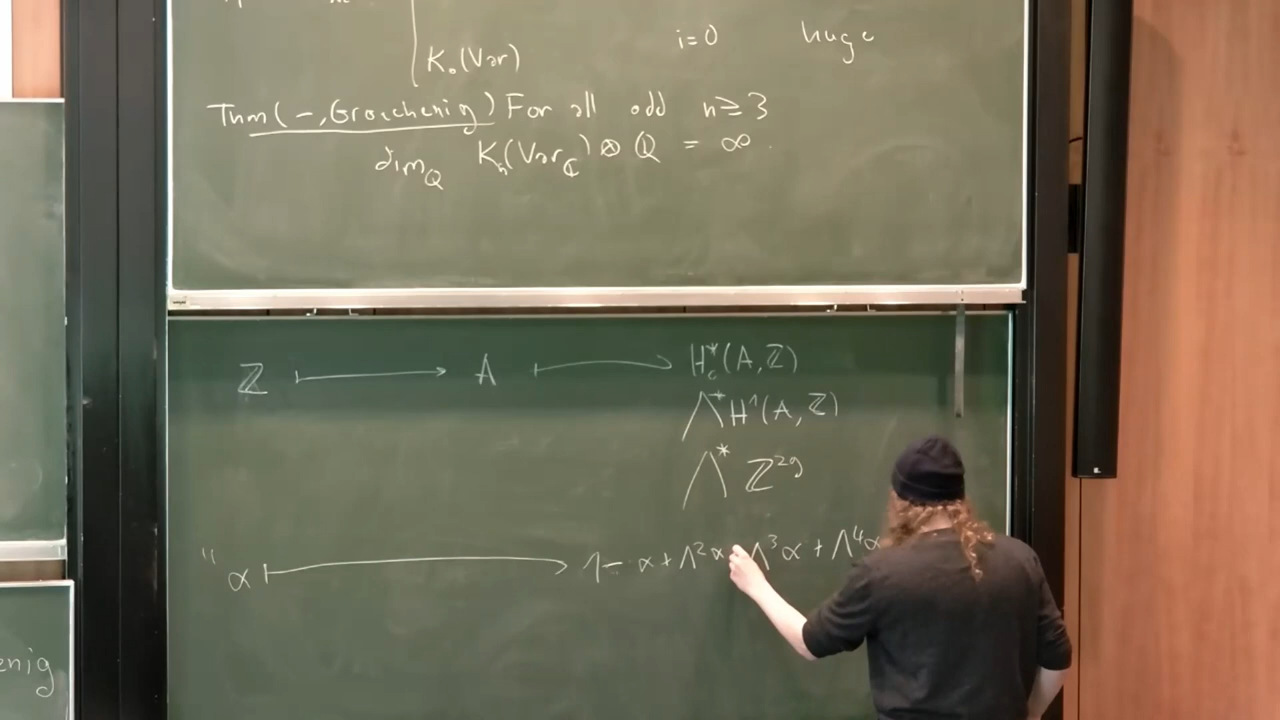 K₀(Var) i=0 huge
Thm (–, Groechenig) For all odd n ≥ 3
dim_Q Kₙ(Var_ℂ) ⊗ Q = ∞.
ℤ ⟼ A ⟼ H*_c(A, ℤ)
Λ* H¹(A, ℤ)
Λ* ℤ^{2g}
" α ⟼ 1 – α + Λ²α Λ³α + Λ⁴α
enig